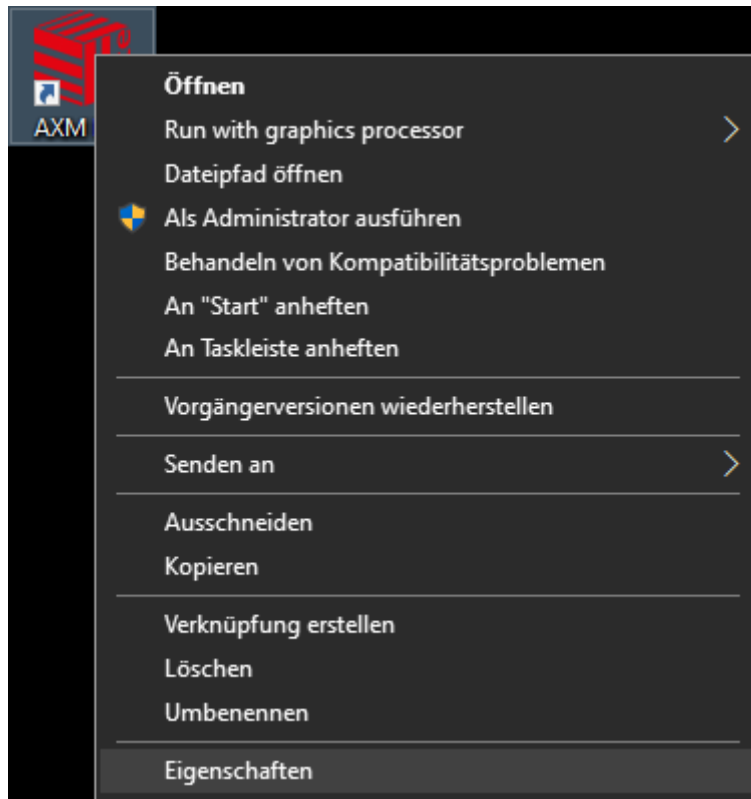 AXM
Öffnen
Run with graphics processor
Dateipfad öffnen
Als Administrator ausführen
Behandeln von Kompatibilitätsproblemen
An "Start" anheften
An Taskleiste anheften
Vorgängerversionen wiederherstellen
Senden an
Ausschneiden
Kopieren
Verknüpfung erstellen
Löschen
Umbenennen
Eigenschaften